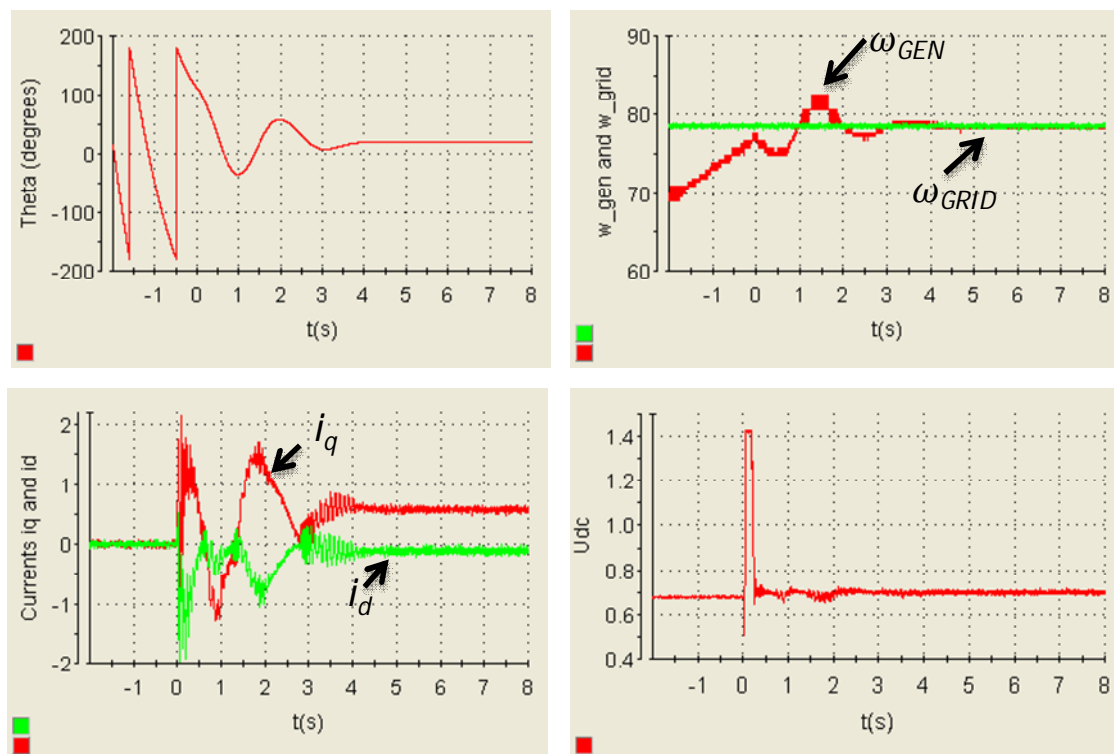 Theta (degrees)
200
100
0
-100
-200
-1 0 1 2 3 4 5 6 7 8
t(s)
w_gen and w_grid
90
80
70
60
ω_GEN
ω_GRID
-1 0 1 2 3 4 5 6 7 8
t(s)
Currents iq and id
2
1
0
-1
-2
i_q
i_d
-1 0 1 2 3 4 5 6 7 8
t(s)
Udc
1.4
1.2
1.0
0.8
0.6
0.4
-1 0 1 2 3 4 5 6 7 8
t(s)